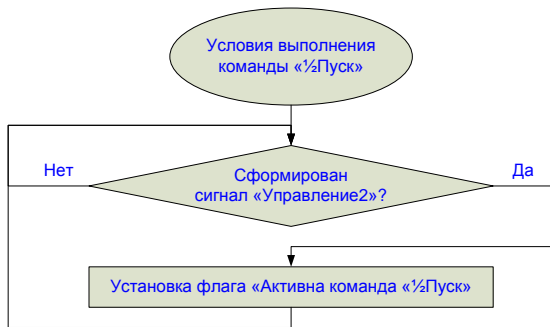 Условия выполнения
команды «½Пуск»
Нет
Сформирован
сигнал «Управление2»?
Да
Установка флага «Активна команда «½Пуск»